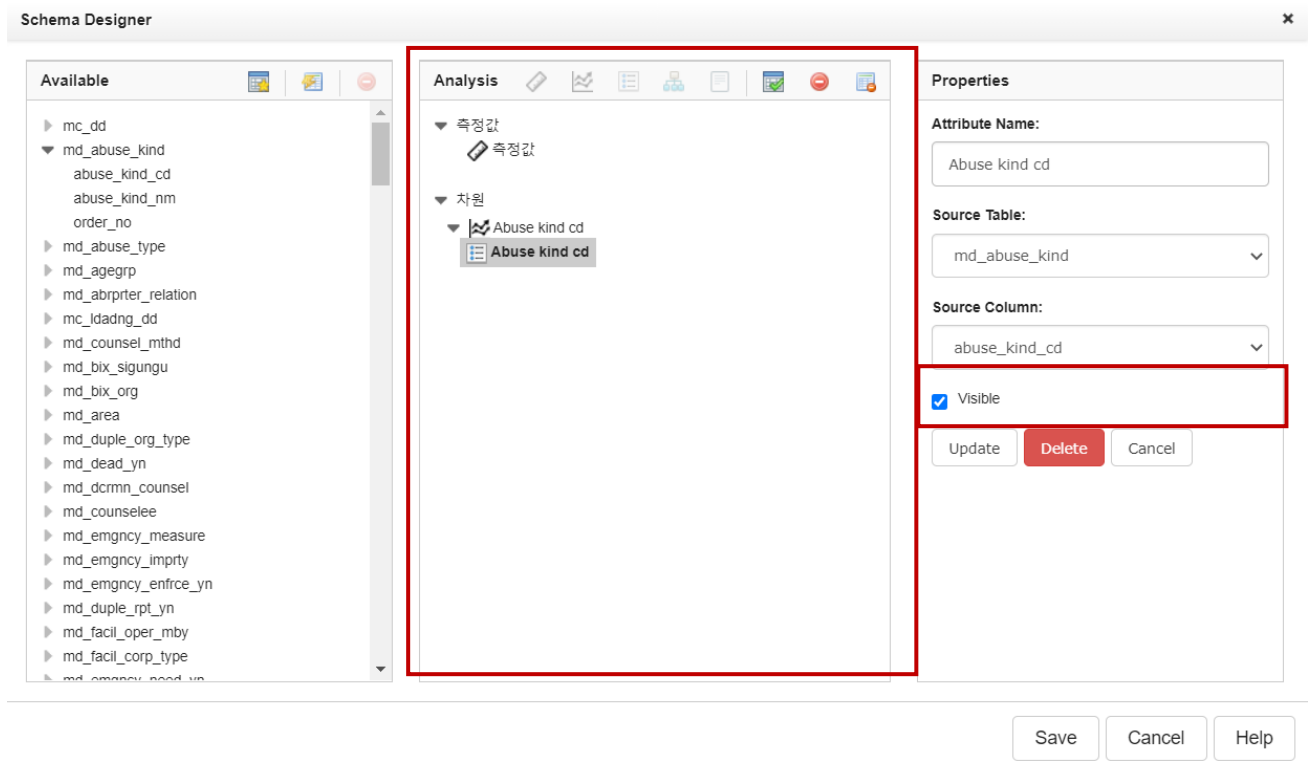 Schema Designer
Available
mc_dd
md_abuse_kind
abuse_kind_cd
abuse_kind_nm
order_no
md_abuse_type
md_agegrp
md_abrprter_relation
mc_ldadng_dd
md_counsel_mthd
md_bix_sigungu
md_bix_org
md_area
md_duple_org_type
md_dead_yn
md_dcrmn_counsel
md_counselee
md_emgncy_measure
md_emgncy_imprty
md_emgncy_enfrce_yn
md_duple_rpt_yn
md_facil_oper_mby
md_facil_corp_type
md_emgncy_need_yn
Analysis
측정값
측정값
차원
Abuse kind cd
Abuse kind cd
Properties
Attribute Name:
Abuse kind cd
Source Table:
md_abuse_kind
Source Column:
abuse_kind_cd
Visible
Update Delete Cancel
Save Cancel Help